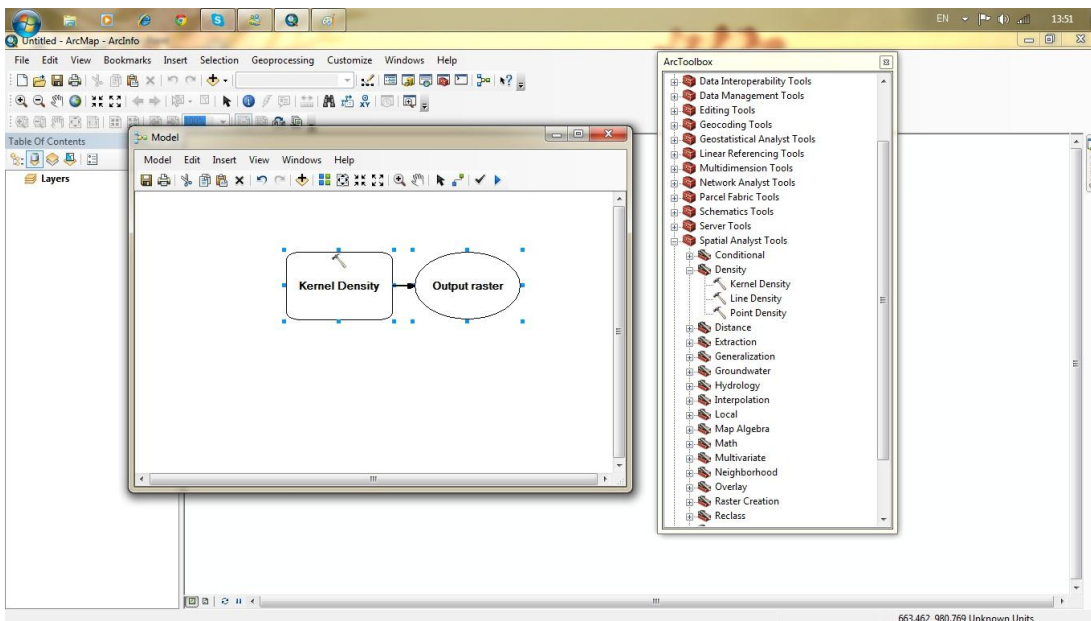 EN 13:51
Untitled - ArcMap - ArcInfo
File Edit View Bookmarks Insert Selection Geoprocessing Customize Windows Help
Table Of Contents
Layers
Model
Model Edit Insert View Windows Help
Kernel Density
Output raster
ArcToolbox
Data Interoperability Tools
Data Management Tools
Editing Tools
Geocoding Tools
Geostatistical Analyst Tools
Linear Referencing Tools
Multidimension Tools
Network Analyst Tools
Parcel Fabric Tools
Schematics Tools
Server Tools
Spatial Analyst Tools
Conditional
Density
Kernel Density
Line Density
Point Density
Distance
Extraction
Generalization
Groundwater
Hydrology
Interpolation
Local
Map Algebra
Math
Multivariate
Neighborhood
Overlay
Raster Creation
Reclass
663.462 980.769 Unknown Units